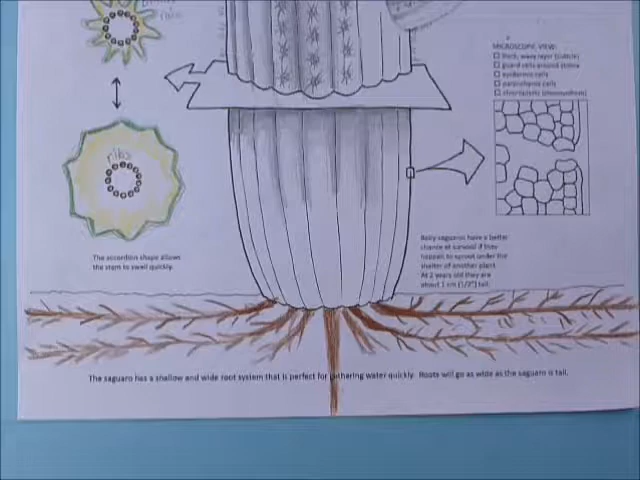 ribs
MICROSCOPIC VIEW:
thick, waxy layer (cuticle)
guard cells around stoma
epidermis cells
parenchyma cells
chloroplasts (photosynthesis)
ribs
The accordion shape allows
the stem to swell quickly.
Baby saguaros have a better
chance at survival if they
happen to sprout under the
shelter of another plant.
At 2 years old they are
about 1 cm (1/2") tall.
The saguaro has a shallow and wide root system that is perfect for gathering water quickly. Roots will go as wide as the saguaro is tall.